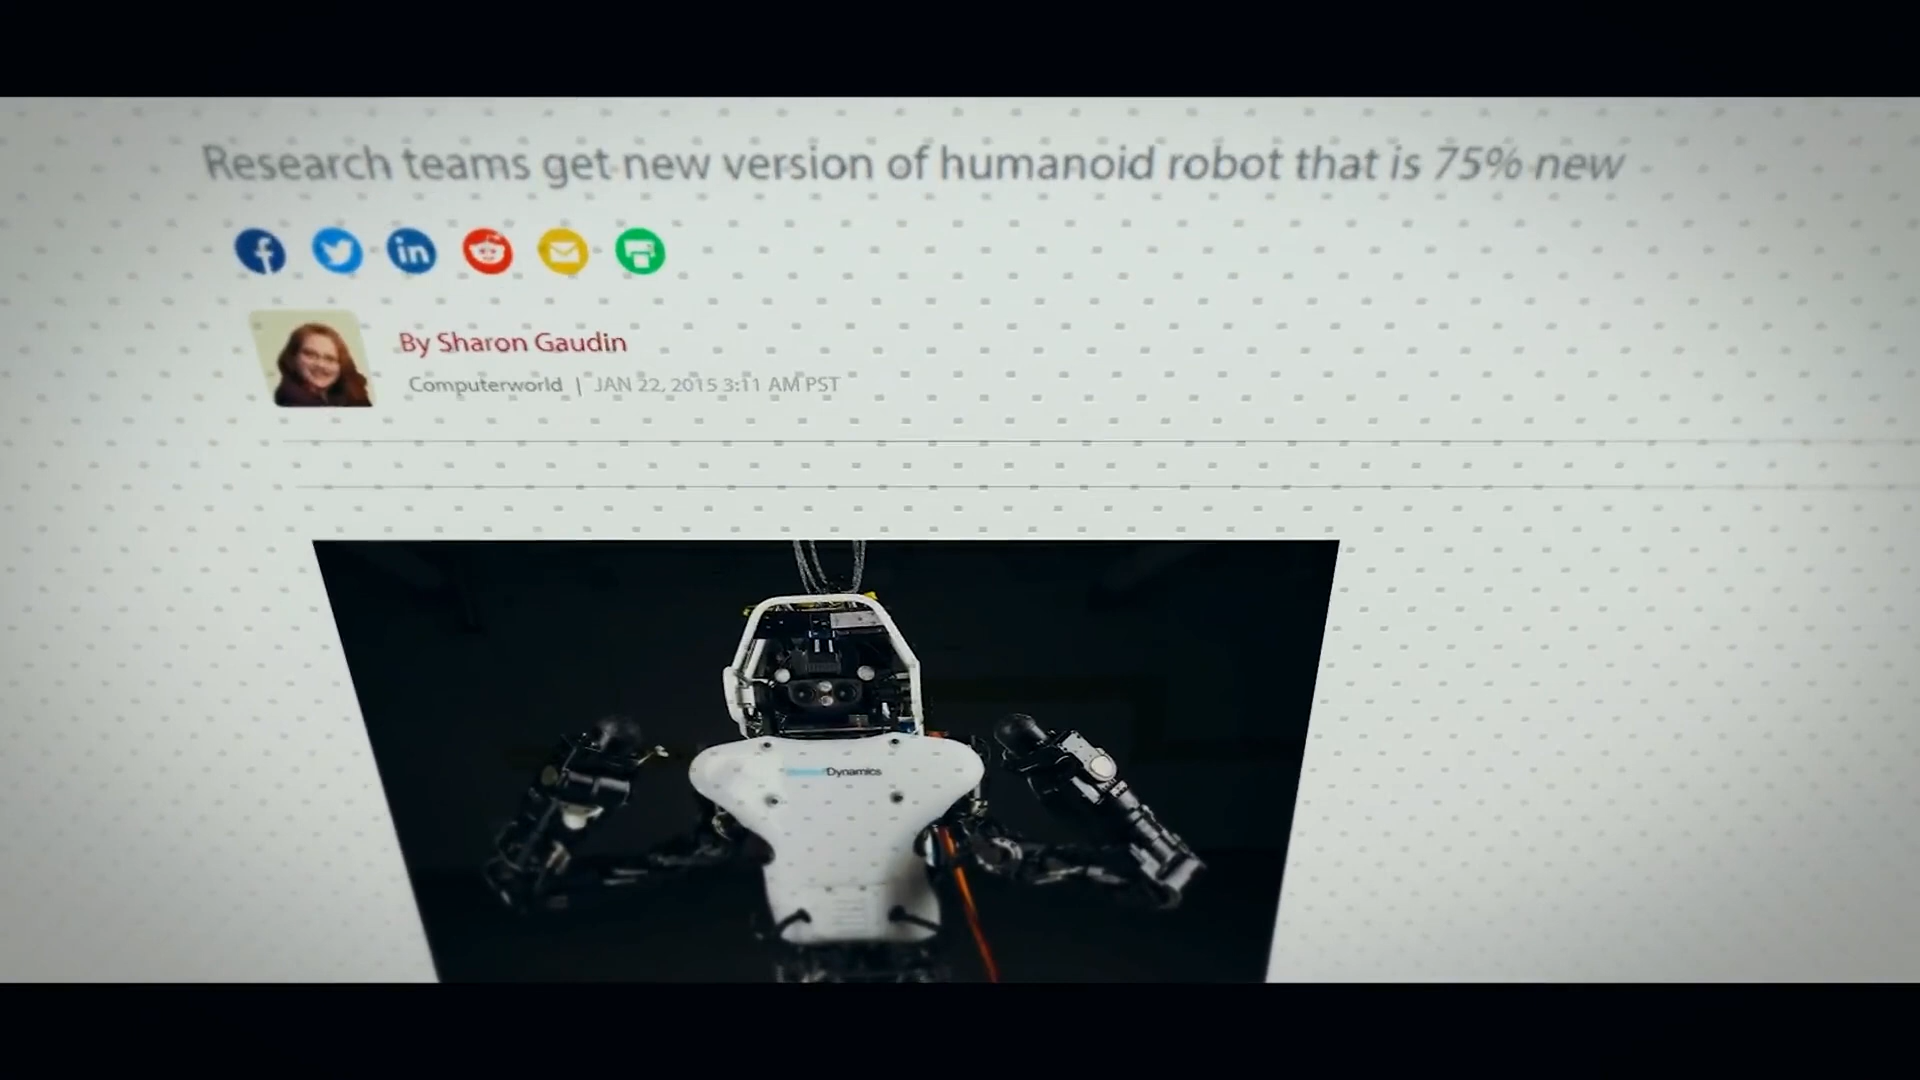 Research teams get new version of humanoid robot that is 75% new
By Sharon Gaudin
Computerworld | JAN 22, 2015 3:11 AM PST
Dynamics